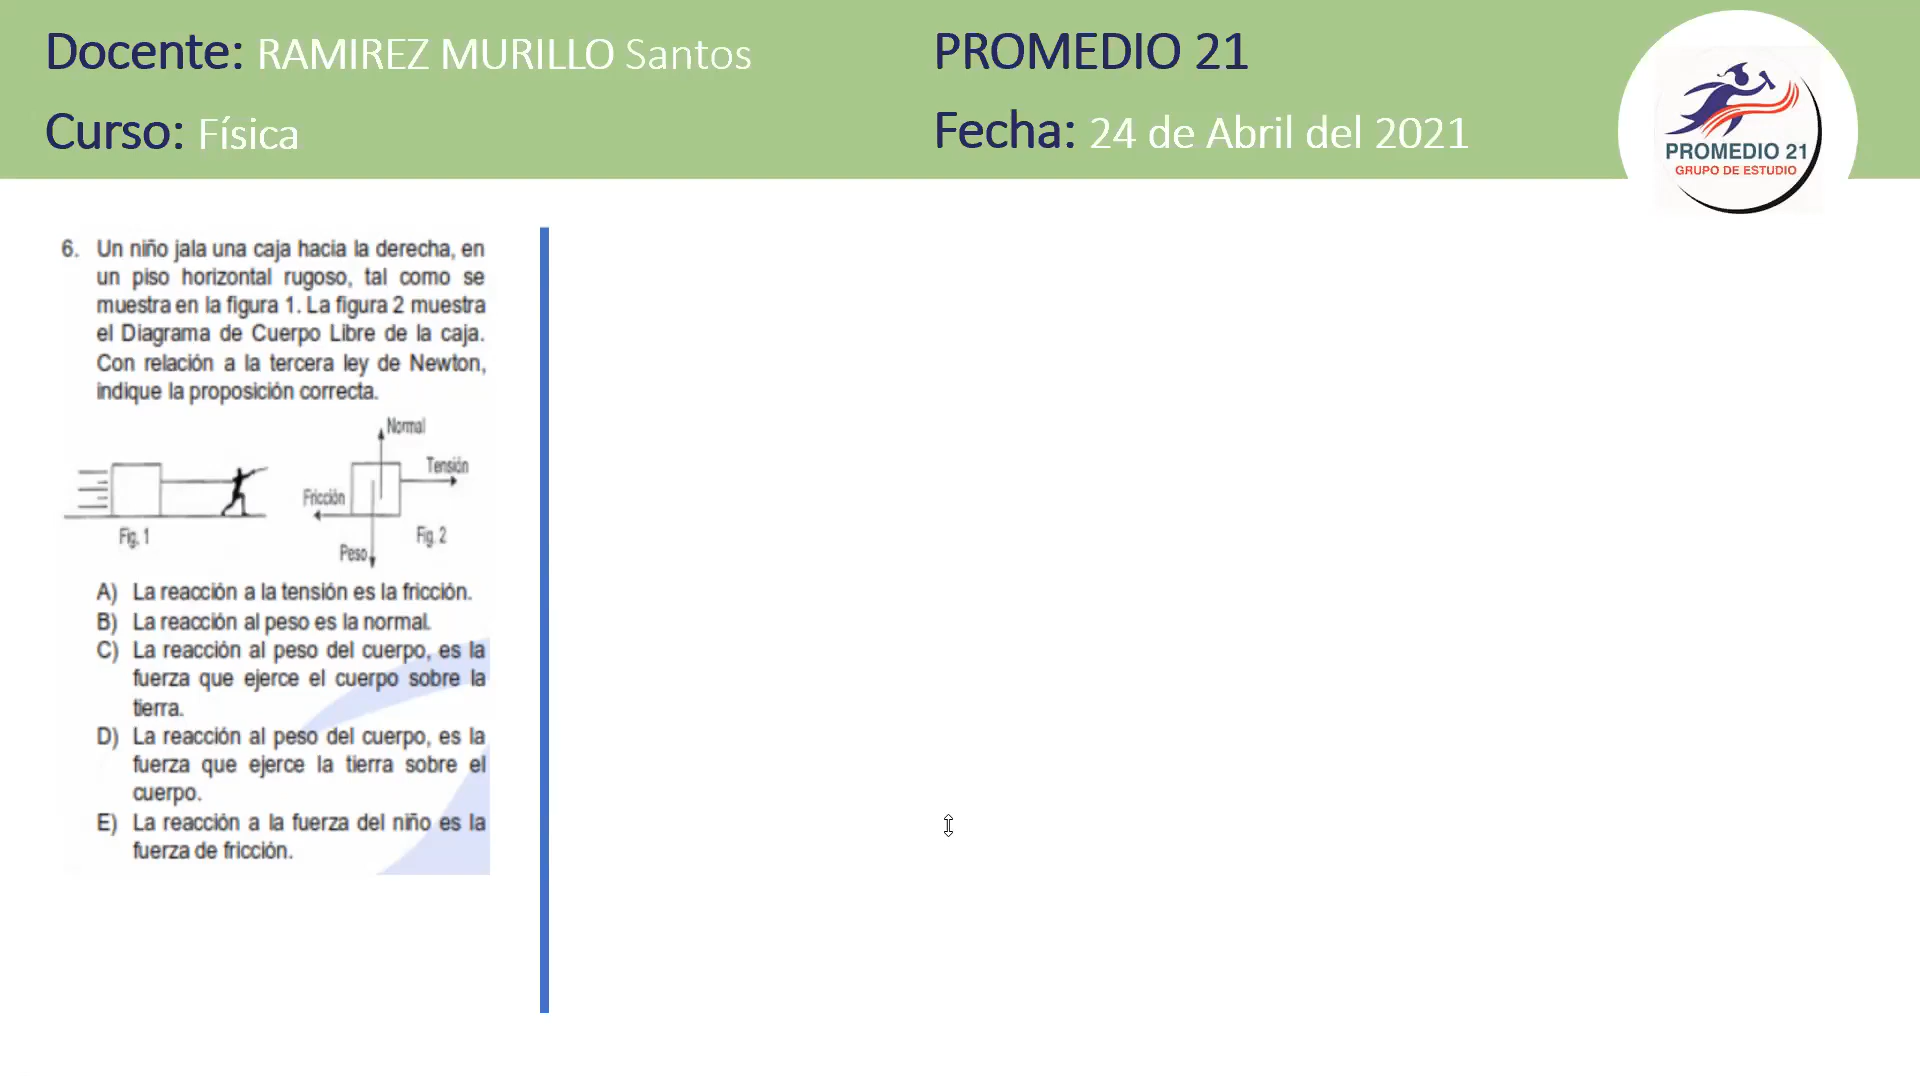 Docente: RAMIREZ MURILLO Santos
PROMEDIO 21
Curso: Física
Fecha: 24 de Abril del 2021
PROMEDIO 21
GRUPO DE ESTUDIO
6. Un niño jala una caja hacia la derecha, en
un piso horizontal rugoso, tal como se
muestra en la figura 1. La figura 2 muestra
el Diagrama de Cuerpo Libre de la caja.
Con relación a la tercera ley de Newton,
indique la proposición correcta.
Normal
Tensión
Fricción
Fig. 1
Fig. 2
Peso
A) La reacción a la tensión es la fricción.
B) La reacción al peso es la normal.
C) La reacción al peso del cuerpo, es la
fuerza que ejerce el cuerpo sobre la
tierra.
D) La reacción al peso del cuerpo, es la
fuerza que ejerce la tierra sobre el
cuerpo.
E) La reacción a la fuerza del niño es la
fuerza de fricción.